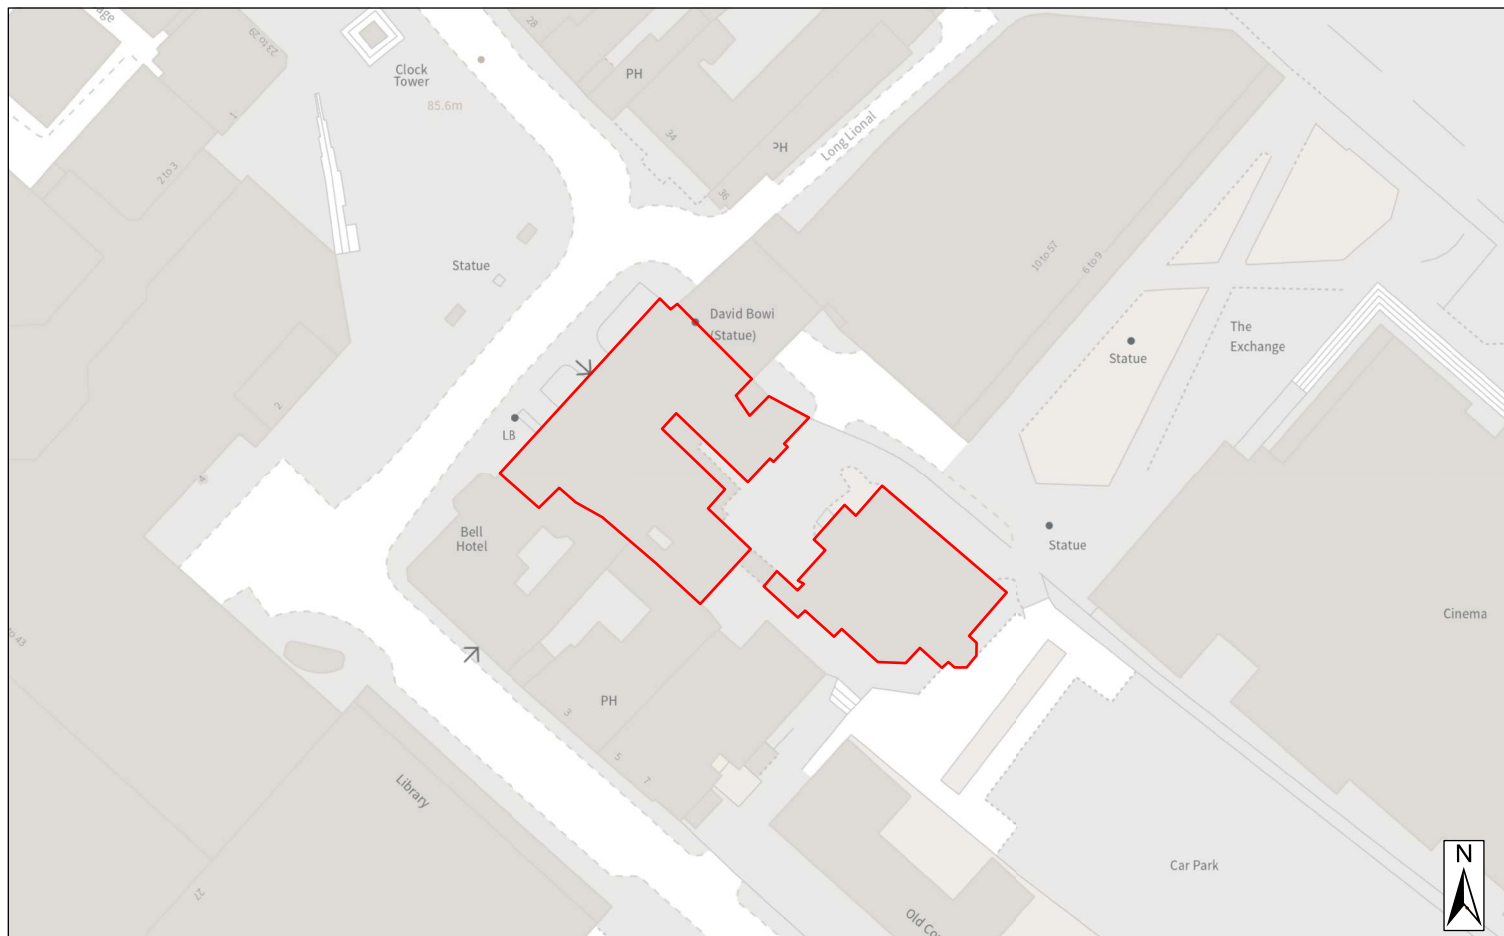 23 to 29
28
Clock
Tower
PH
85.6m
1
34
PH
Long Lional
2 to 3
36
Statue
10 to 57
6 to 9
David Bowi
(Statue)
The
Exchange
Statue
2
LB
4
Bell
Hotel
Statue
Cinema
to 43
PH
3
5
7
Library
Car Park
27
N